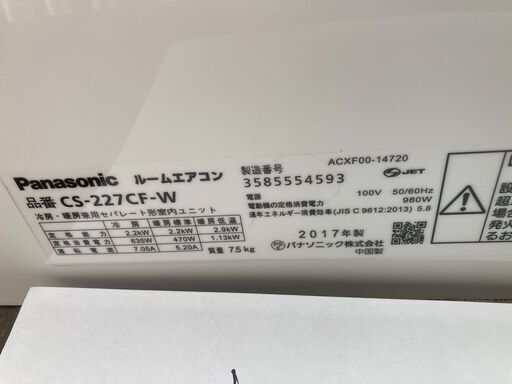 Panasonic ルームエアコン
品番 CS-227CF-W
冷房・暖房兼用セパレート形室内ユニット
冷房 暖房 暖房低温
定格能力 2.2kW 2.2kW 2.9kW
定格消費電力 635W 470W 1.13kW
運転電流 7.05A 5.20A
質量 7.5kg
製造番号
3585554593
ACXF00-14720
JET
電源 100V 50/60Hz
電動機の定格消費電力 980W
通年エネルギー消費効率(JIS C 9612:2013) 5.8
2017年製
パナソニック株式会社
中国製